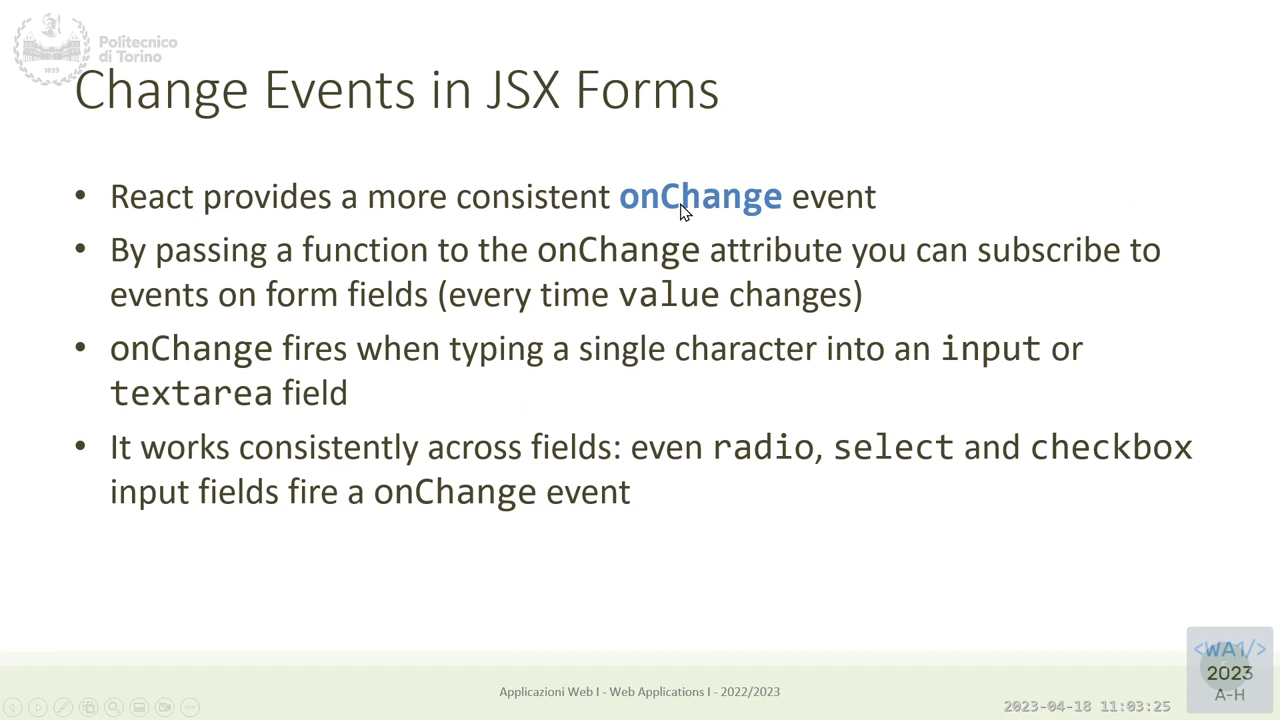 Politecnico
di Torino
1859
Change Events in JSX Forms
• React provides a more consistent onChange event
• By passing a function to the onChange attribute you can subscribe to
events on form fields (every time value changes)
• onChange fires when typing a single character into an input or
textarea field
• It works consistently across fields: even radio, select and checkbox
input fields fire a onChange event
Applicazioni Web I - Web Applications I - 2022/2023
2023-04-18 11:03:25
<WA1/>
2023
A-H